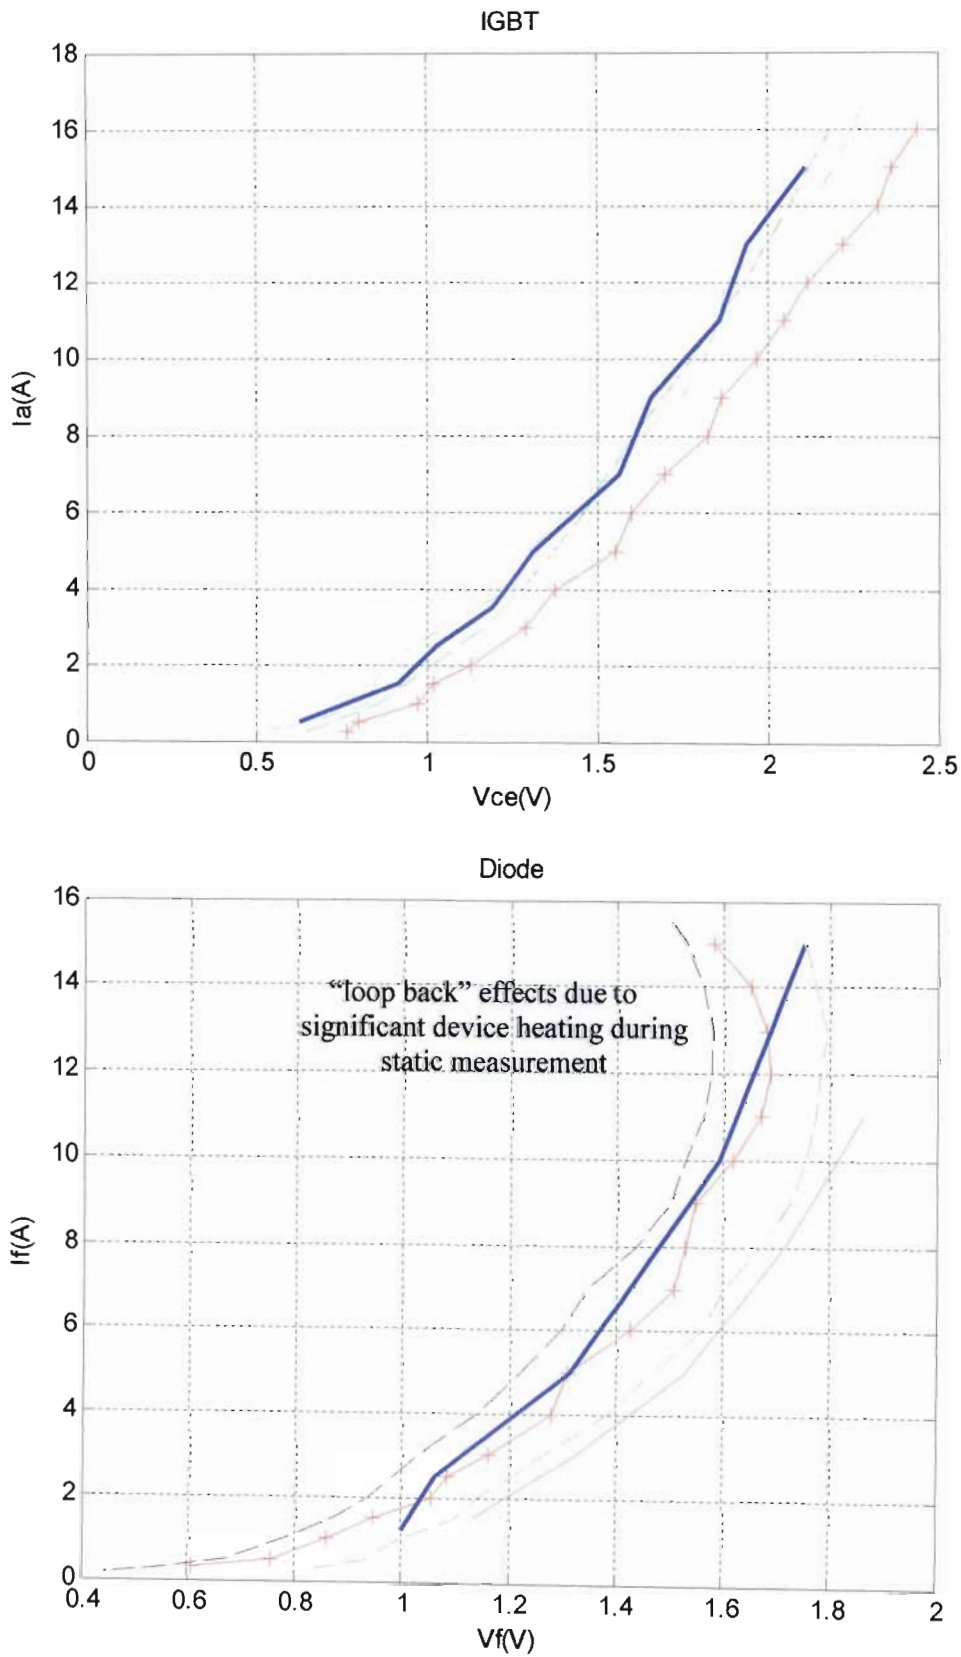 IGBT
18
16
14
12
10
8
6
4
2
0
Ia(A)
0 0.5 1 1.5 2 2.5
Vce(V)
Diode
16
14
12
10
8
6
4
2
0
If(A)
“loop back” effects due to
significant device heating during
static measurement
0.4 0.6 0.8 1 1.2 1.4 1.6 1.8 2
Vf(V)